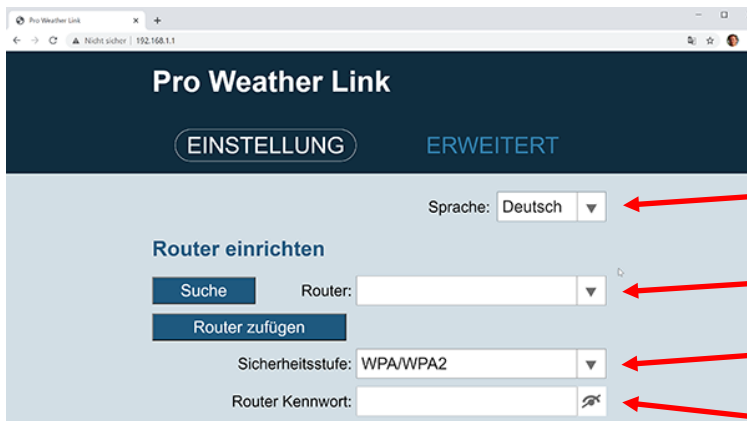 Pro Weather Link
Nicht sicher | 192.168.1.1
Pro Weather Link
EINSTELLUNG ERWEITERT
Sprache: Deutsch
Router einrichten
Suche Router:
Router zufügen
Sicherheitsstufe: WPA/WPA2
Router Kennwort: